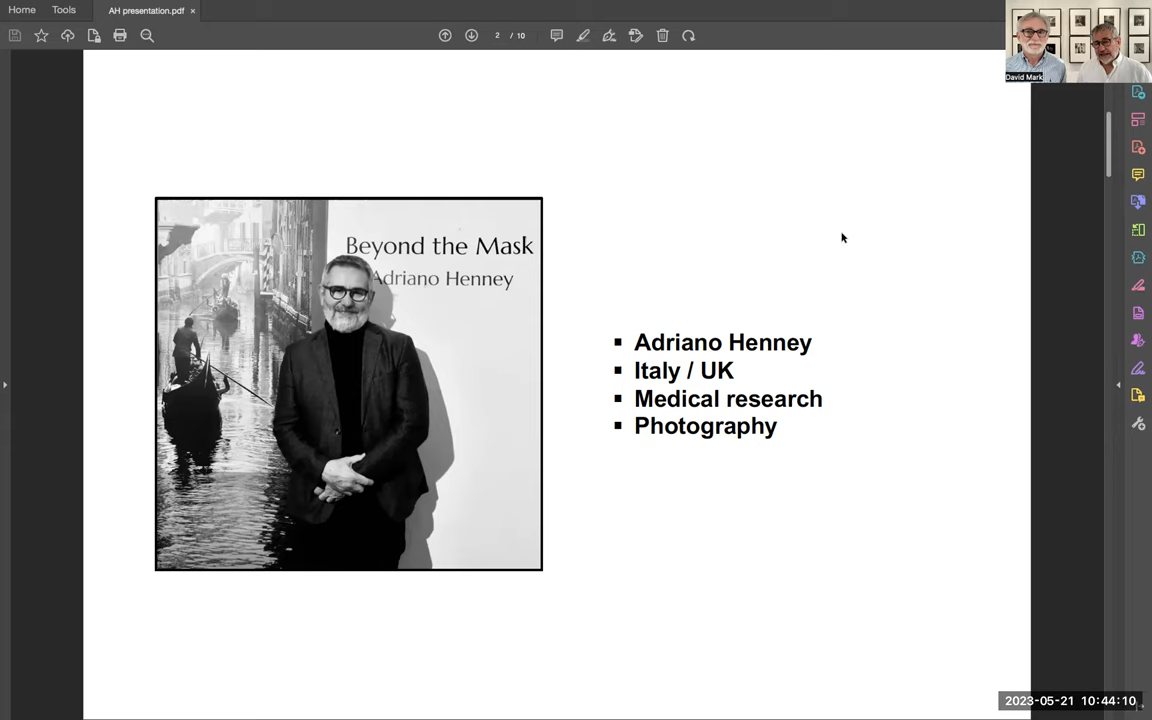 Home
Tools
AH presentation.pdf
2 / 10
David Mark
Beyond the Mask
Adriano Henney
▪ Adriano Henney
▪ Italy / UK
▪ Medical research
▪ Photography
2023-05-21 10:44:10